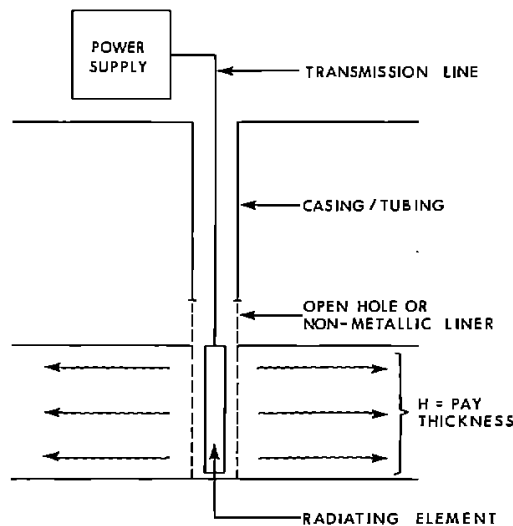 POWER
SUPPLY
TRANSMISSION LINE
CASING/TUBING
OPEN HOLE OR
NON-METALLIC LINER
H = PAY
THICKNESS
RADIATING ELEMENT